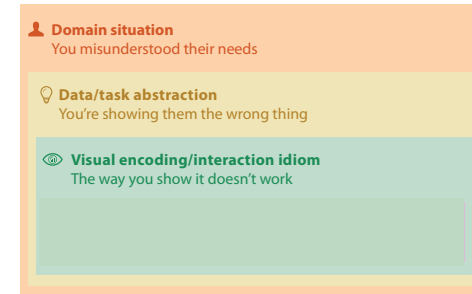 Domain situation
You misunderstood their needs
Data/task abstraction
You're showing them the wrong thing
Visual encoding/interaction idiom
The way you show it doesn't work